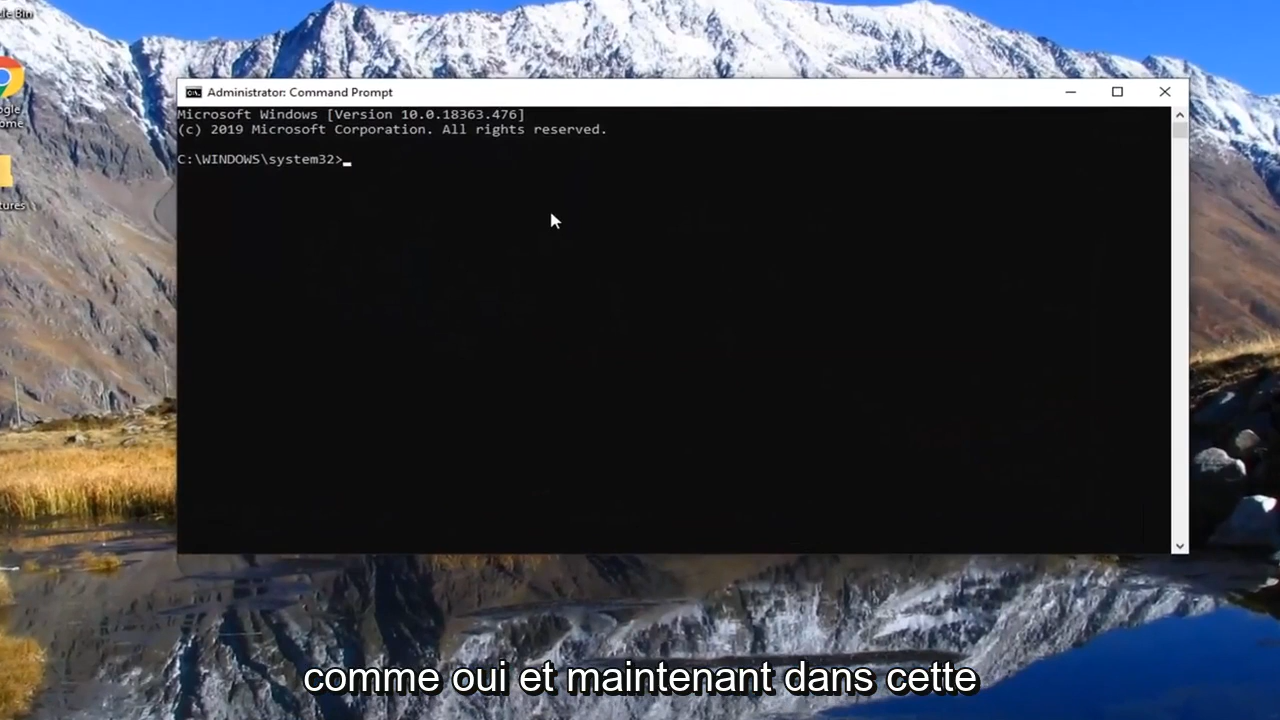 Administrator: Command Prompt
Microsoft Windows [Version 10.0.18363.476]
(c) 2019 Microsoft Corporation. All rights reserved.
C:\WINDOWS\system32>
comme oui et maintenant dans cette